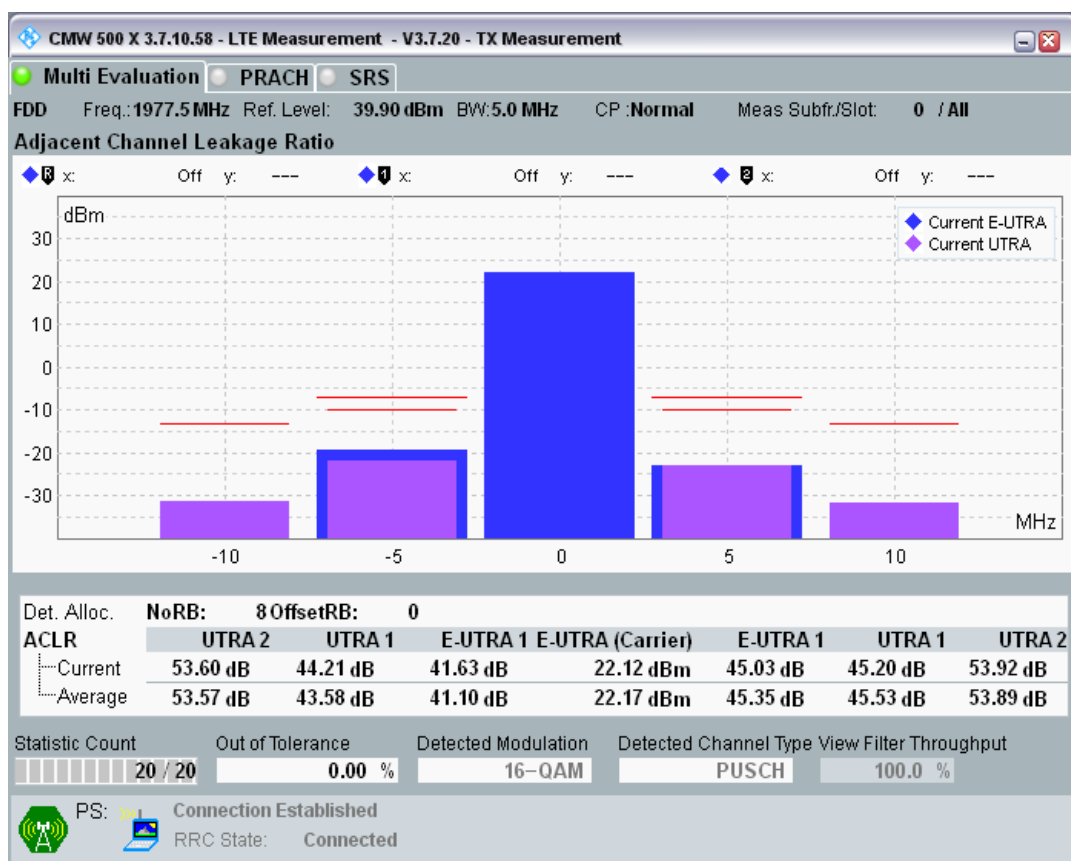 CMW 500 X 3.7.10.58 - LTE Measurement - V3.7.20 - TX Measurement
Multi Evaluation PRACH SRS
FDD Freq.: 1977.5 MHz Ref. Level: 39.90 dBm BW: 5.0 MHz CP : Normal Meas Subfr./Slot: 0 / All
Adjacent Channel Leakage Ratio
R x: Off y: --- 1 x: Off y: --- 2 x: Off y: ---
dBm
Current E-UTRA
Current UTRA
30
20
10
0
-10
-20
-30
MHz
-10 -5 0 5 10
Det. Alloc. NoRB: 8 OffsetRB: 0
ACLR UTRA 2 UTRA 1 E-UTRA 1 E-UTRA (Carrier) E-UTRA 1 UTRA 1 UTRA 2
Current 53.60 dB 44.21 dB 41.63 dB 22.12 dBm 45.03 dB 45.20 dB 53.92 dB
Average 53.57 dB 43.58 dB 41.10 dB 22.17 dBm 45.35 dB 45.53 dB 53.89 dB
Statistic Count Out of Tolerance Detected Modulation Detected Channel Type View Filter Throughput
20 / 20 0.00 % 16-QAM PUSCH 100.0 %
PS: Connection Established
RRC State: Connected